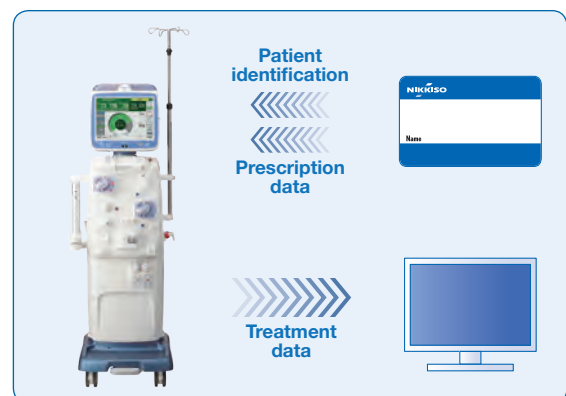 Patient
identification
Prescription
data
NIKKISO
Name
Treatment
data